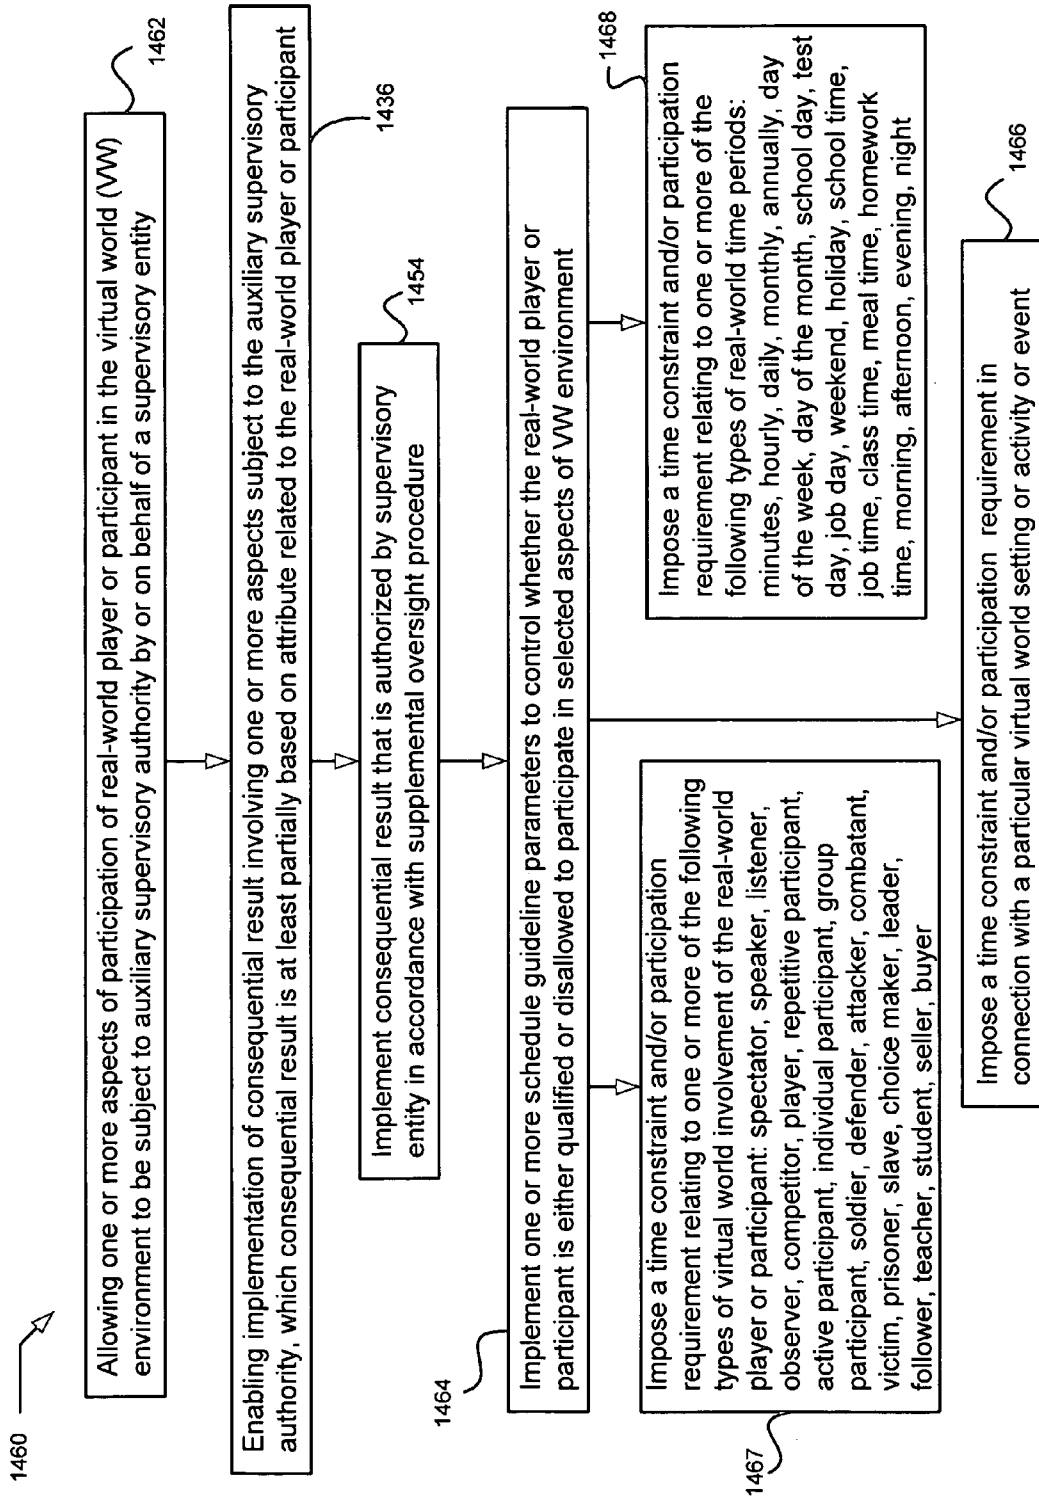 1460
Allowing one or more aspects of participation of real-world player or participant in the virtual world (VW)
environment to be subject to auxiliary supervisory authority by or on behalf of a supervisory entity
1462
Enabling implementation of consequential result involving one or more aspects subject to the auxiliary supervisory
authority, which consequential result is at least partially based on attribute related to the real-world player or participant
1436
Implement consequential result that is authorized by supervisory
entity in accordance with supplemental oversight procedure
1454
1464
Implement one or more schedule guideline parameters to control whether the real-world player or
participant is either qualified or disallowed to participate in selected aspects of VW environment
Impose a time constraint and/or participation
requirement relating to one or more of the following
types of virtual world involvement of the real-world
player or participant: spectator, speaker, listener,
observer, competitor, player, repetitive participant,
active participant, individual participant, group
participant, soldier, defender, attacker, combatant,
victim, prisoner, slave, choice maker, leader,
follower, teacher, student, seller, buyer
1467
Impose a time constraint and/or participation
requirement relating to one or more of the
following types of real-world time periods:
minutes, hourly, daily, monthly, annually, day
of the week, day of the month, school day, test
day, job day, weekend, holiday, school time,
job time, class time, meal time, homework
time, morning, afternoon, evening, night
1468
Impose a time constraint and/or participation requirement in
connection with a particular virtual world setting or activity or event
1466